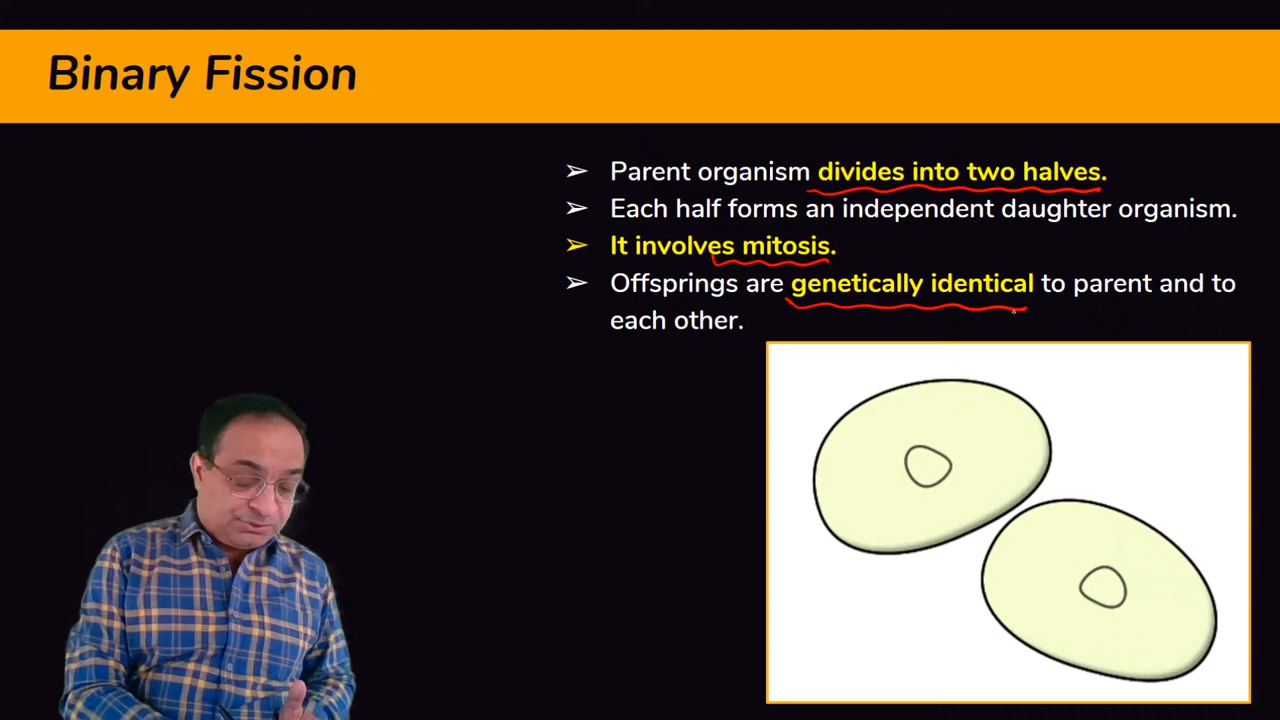 Binary Fission
➢ Parent organism divides into two halves.
➢ Each half forms an independent daughter organism.
➢ It involves mitosis.
➢ Offsprings are genetically identical to parent and to
each other.